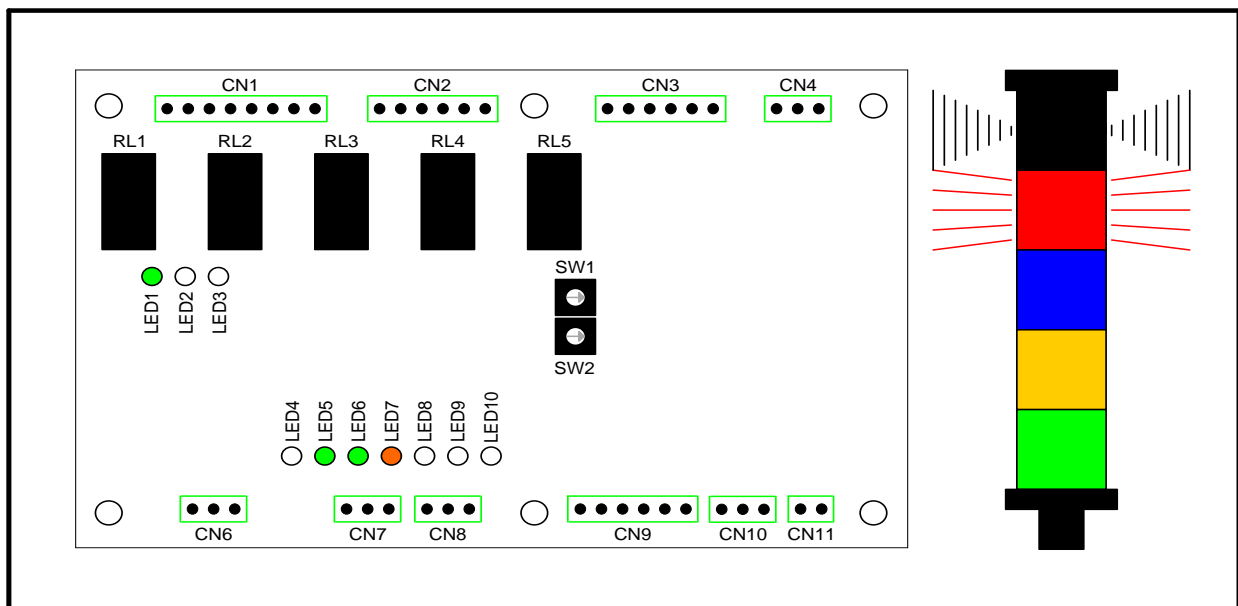 CN1
CN2
CN3
CN4
RL1
RL2
RL3
RL4
RL5
SW1
LED1
LED2
LED3
SW2
LED4
LED5
LED6
LED7
LED8
LED9
LED10
CN6
CN7
CN8
CN9
CN10
CN11